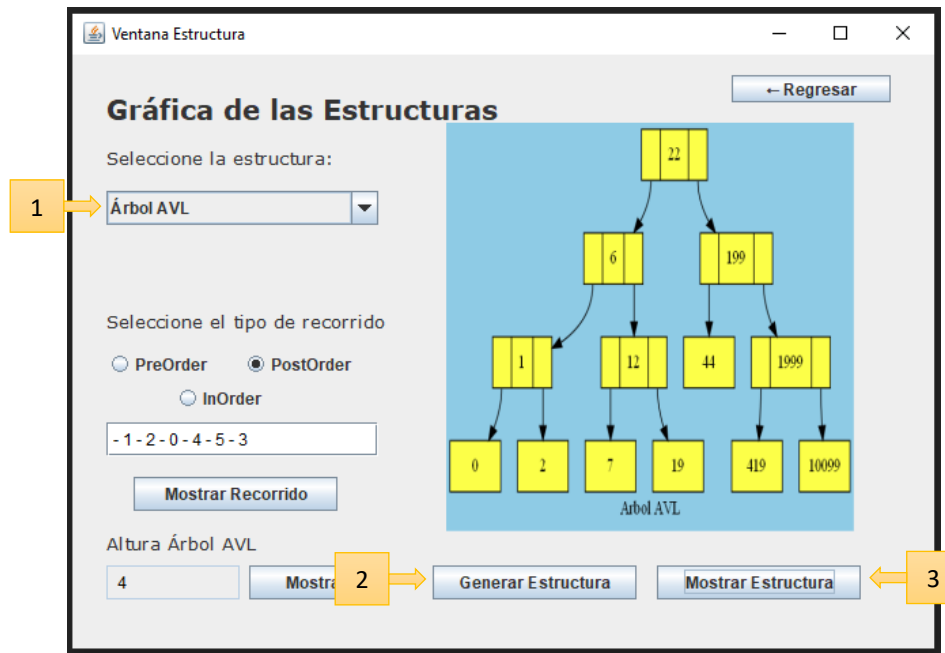 Ventana Estructura
← Regresar
Gráfica de las Estructuras
Seleccione la estructura:
1
Árbol AVL
Seleccione el tipo de recorrido
PreOrder PostOrder
InOrder
- 1 - 2 - 0 - 4 - 5 - 3
Mostrar Recorrido
Altura Árbol AVL
4
22
6 199
1 12 44 1999
0 2 7 19 419 10099
Arbol AVL
2
Generar Estructura
Mostrar Estructura
3